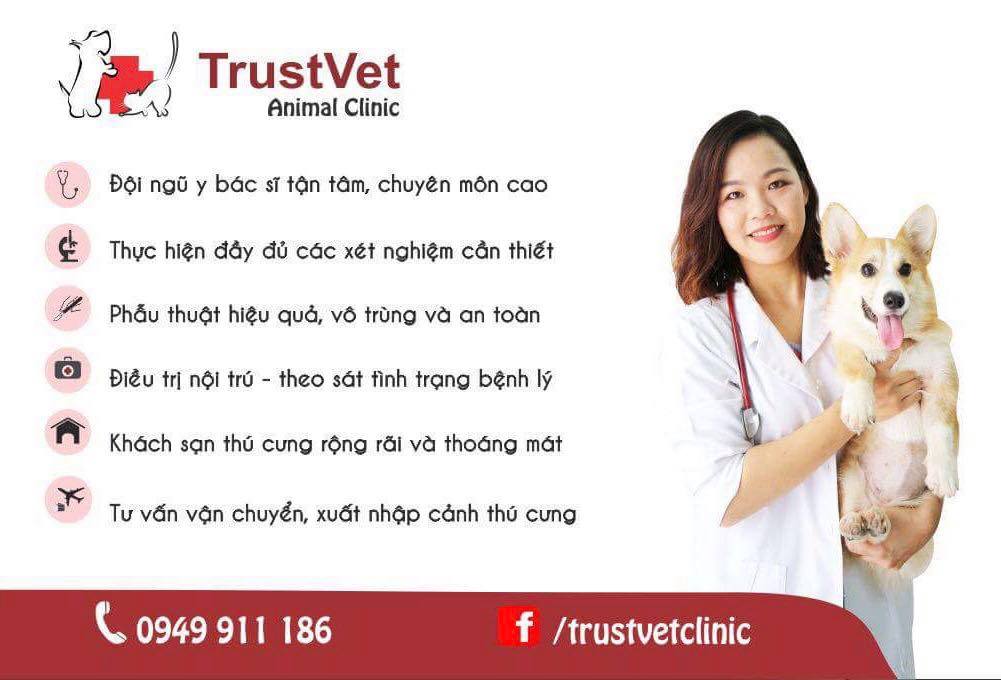 TrustVet
Animal Clinic
Đội ngũ y bác sĩ tận tâm, chuyên môn cao
Thực hiện đầy đủ các xét nghiệm cần thiết
Phẫu thuật hiệu quả, vô trùng và an toàn
Điều trị nội trú - theo sát tình trạng bệnh lý
Khách sạn thú cưng rộng rãi và thoáng mát
Tư vấn vận chuyển, xuất nhập cảnh thú cưng
0949 911 186
f /trustvetclinic